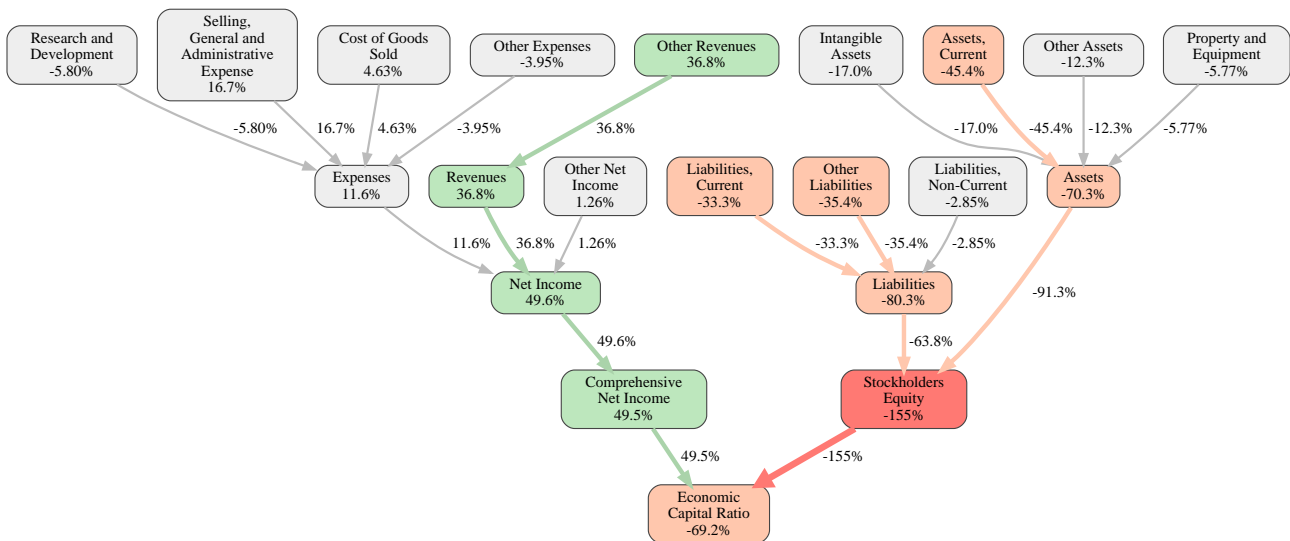 Research and
Development
-5.80%
Selling,
General and
Administrative
Expense
16.7%
Cost of Goods
Sold
4.63%
Other Expenses
-3.95%
Other Revenues
36.8%
Intangible
Assets
-17.0%
Assets,
Current
-45.4%
Other Assets
-12.3%
Property and
Equipment
-5.77%
-5.80%
16.7%
4.63%
-3.95%
36.8%
-17.0%
-45.4%
-12.3%
-5.77%
Expenses
11.6%
Revenues
36.8%
Other Net
Income
1.26%
Liabilities,
Current
-33.3%
Other
Liabilities
-35.4%
Liabilities,
Non-Current
-2.85%
Assets
-70.3%
11.6%
36.8%
1.26%
-33.3%
-35.4%
-2.85%
Net Income
49.6%
Liabilities
-80.3%
-91.3%
49.6%
-63.8%
Comprehensive
Net Income
49.5%
Stockholders
Equity
-155%
49.5%
-155%
Economic
Capital Ratio
-69.2%